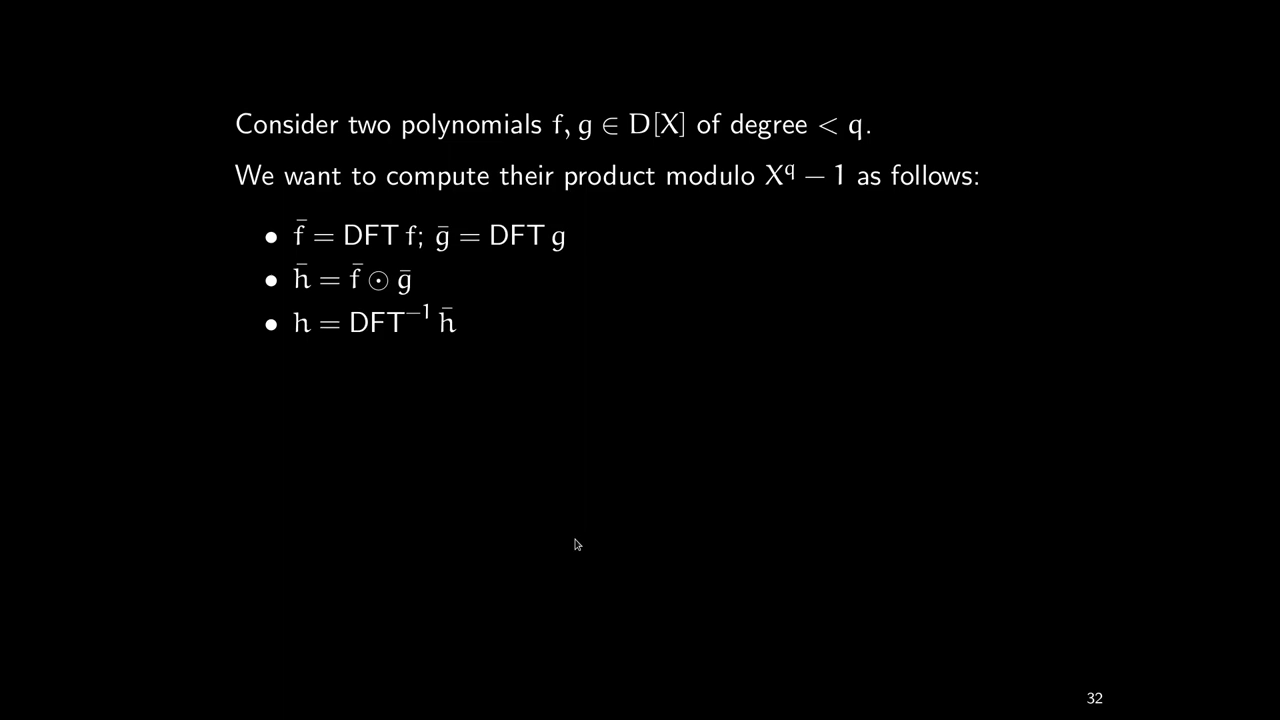 Consider two polynomials f, g ∈ D[X] of degree < q.
We want to compute their product modulo X^q − 1 as follows:
• f̄ = DFT f; ḡ = DFT g
• h̄ = f̄ ⊙ ḡ
• h = DFT⁻¹ h̄
32